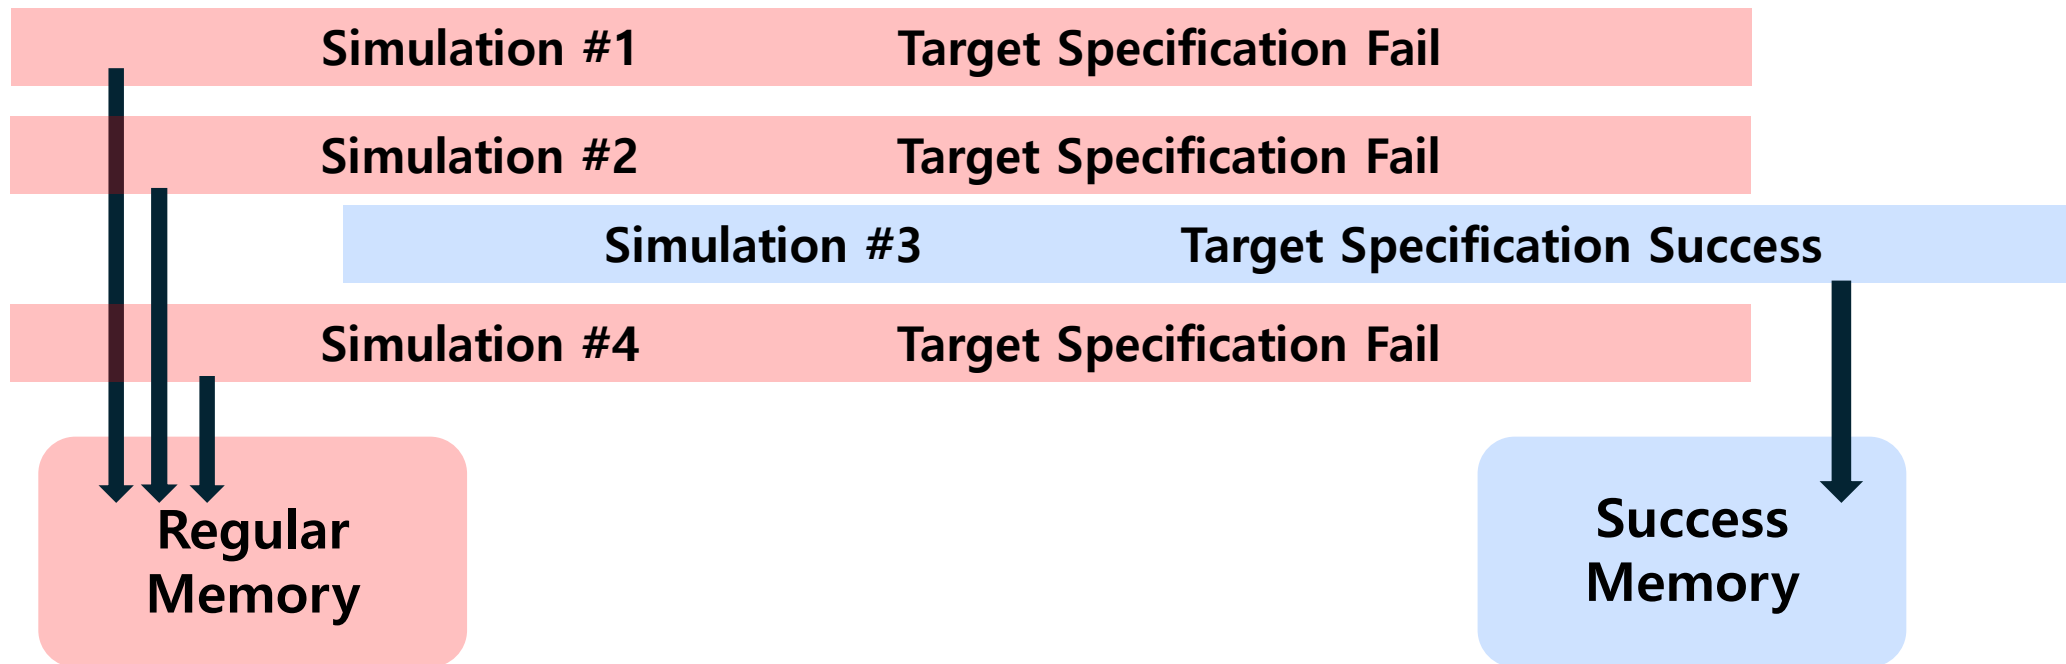 Simulation #1 Target Specification Fail
Simulation #2 Target Specification Fail
Simulation #3 Target Specification Success
Simulation #4 Target Specification Fail
Regular
Memory
Success
Memory